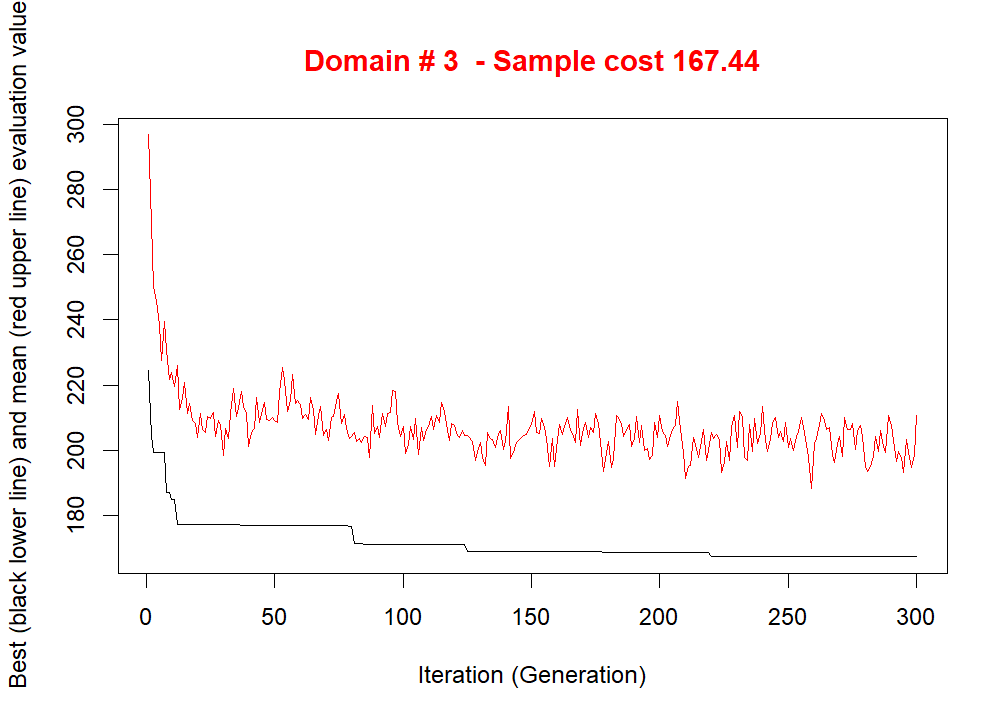 Domain # 3  - Sample cost 167.44
Best (black lower line) and mean (red upper line) evaluation value
300
280
260
240
220
200
180
0 50 100 150 200 250 300
Iteration (Generation)